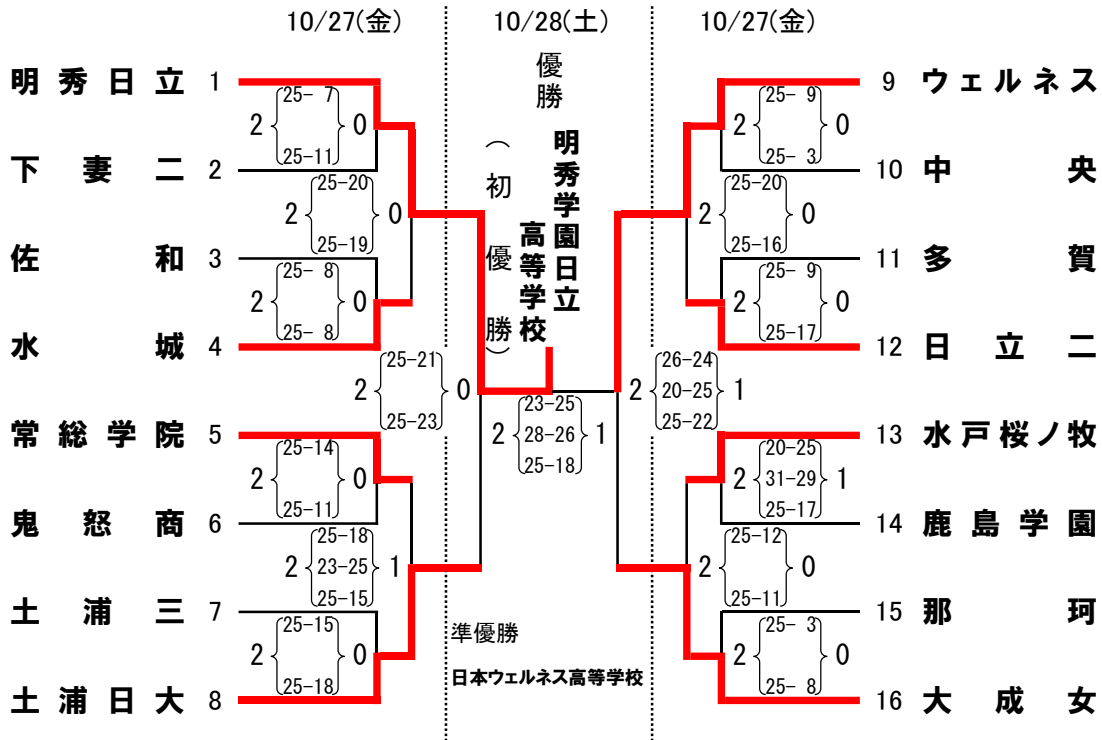 10/27(金)
10/28(土)
10/27(金)
優勝
明秀学園日立
高等学校
(初優勝)
明秀日立 1
2 25- 7 0
25-11
下妻二 2
2 25-20 0
25-19
佐和 3
2 25- 8 0
25- 8
水城 4
2 25-21 0
25-23
常総学院 5
2 25-14 0
25-11
鬼怒商 6
25-18
2 23-25 1
25-15
土浦三 7
2 25-15 0
25-18
土浦日大 8
23-25
2 28-26 1
25-18
準優勝
日本ウェルネス高等学校
9 ウェルネス
2 25- 9 0
25- 3
10 中央
2 25-20 0
25-16
11 多賀
2 25- 9 0
25-17
12 日立二
26-24
2 20-25 1
25-22
13 水戸桜ノ牧
20-25
2 31-29 1
25-17
14 鹿島学園
2 25-12 0
25-11
15 那珂
2 25- 3 0
25- 8
16 大成女